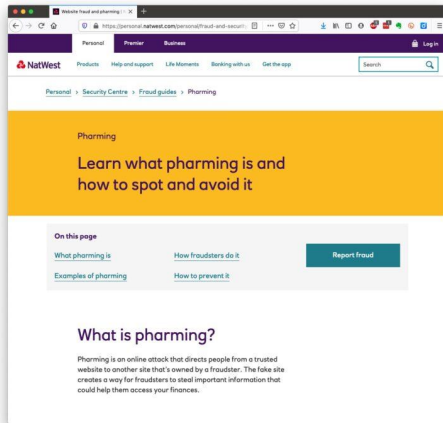 Website fraud and pharming |
https://personal.natwest.com/personal/fraud-and-securit
Personal Premier Business
Log in
NatWest Products Help and support Life Moments Banking with us Get the app Search
Personal > Security Centre > Fraud guides > Pharming
Pharming
Learn what pharming is and
how to spot and avoid it
On this page
What pharming is How fraudsters do it Report fraud
Examples of pharming How to prevent it
What is pharming?
Pharming is an online attack that directs people from a trusted
website to another site that's owned by a fraudster. The fake site
creates a way for fraudsters to steal important information that
could help them access your finances.